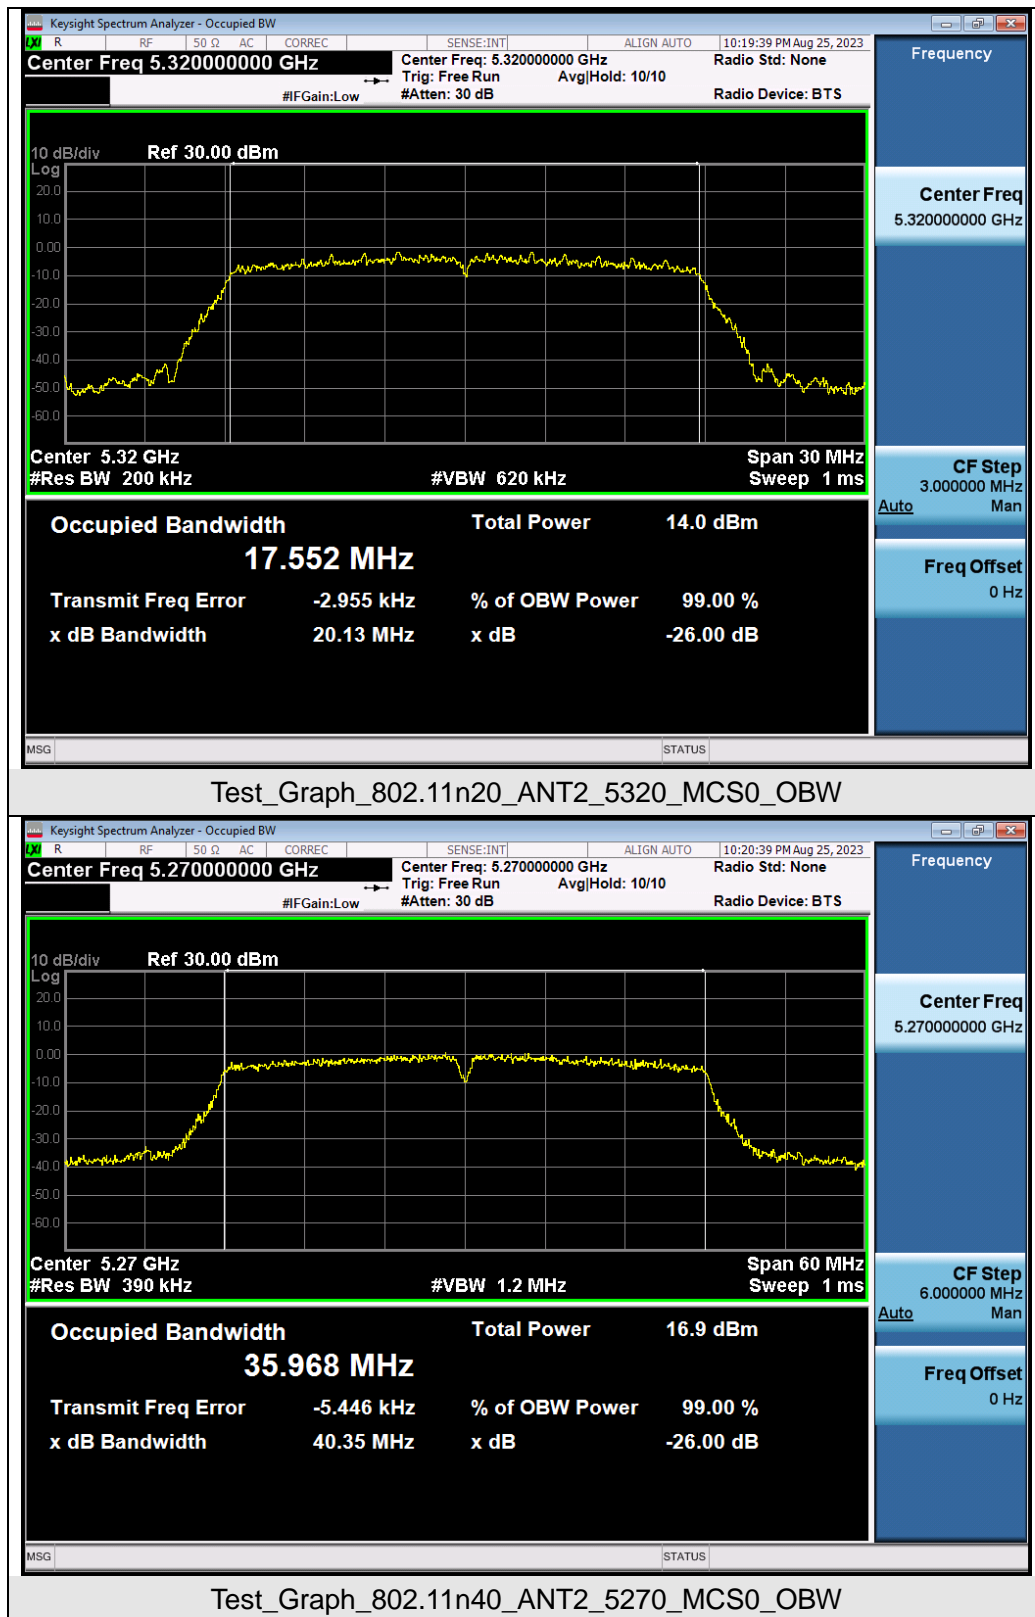 Keysight Spectrum Analyzer - Occupied BW
LXI R RF 50 Ω AC CORREC SENSE:INT ALIGN AUTO 10:19:39 PM Aug 25, 2023
Center Freq 5.320000000 GHz
Center Freq: 5.320000000 GHz
Radio Std: None
Trig: Free Run Avg|Hold: 10/10
#IFGain:Low
#Atten: 30 dB
Radio Device: BTS
Frequency
10 dB/div Ref 30.00 dBm
Log
20.0
10.0
0.00
-10.0
-20.0
-30.0
-40.0
-50.0
-60.0
Center Freq
5.320000000 GHz
Center 5.32 GHz Span 30 MHz
#Res BW 200 kHz #VBW 620 kHz Sweep 1 ms
CF Step
3.000000 MHz
Auto Man
Freq Offset
0 Hz
Occupied Bandwidth Total Power 14.0 dBm
17.552 MHz
Transmit Freq Error -2.955 kHz % of OBW Power 99.00 %
x dB Bandwidth 20.13 MHz x dB -26.00 dB
MSG STATUS
Test_Graph_802.11n20_ANT2_5320_MCS0_OBW
Keysight Spectrum Analyzer - Occupied BW
LXI R RF 50 Ω AC CORREC SENSE:INT ALIGN AUTO 10:20:39 PM Aug 25, 2023
Center Freq 5.270000000 GHz
Center Freq: 5.270000000 GHz
Radio Std: None
Trig: Free Run Avg|Hold: 10/10
#IFGain:Low
#Atten: 30 dB
Radio Device: BTS
Frequency
10 dB/div Ref 30.00 dBm
Log
20.0
10.0
0.00
-10.0
-20.0
-30.0
-40.0
-50.0
-60.0
Center Freq
5.270000000 GHz
Center 5.27 GHz Span 60 MHz
#Res BW 390 kHz #VBW 1.2 MHz Sweep 1 ms
CF Step
6.000000 MHz
Auto Man
Freq Offset
0 Hz
Occupied Bandwidth Total Power 16.9 dBm
35.968 MHz
Transmit Freq Error -5.446 kHz % of OBW Power 99.00 %
x dB Bandwidth 40.35 MHz x dB -26.00 dB
MSG STATUS
Test_Graph_802.11n40_ANT2_5270_MCS0_OBW